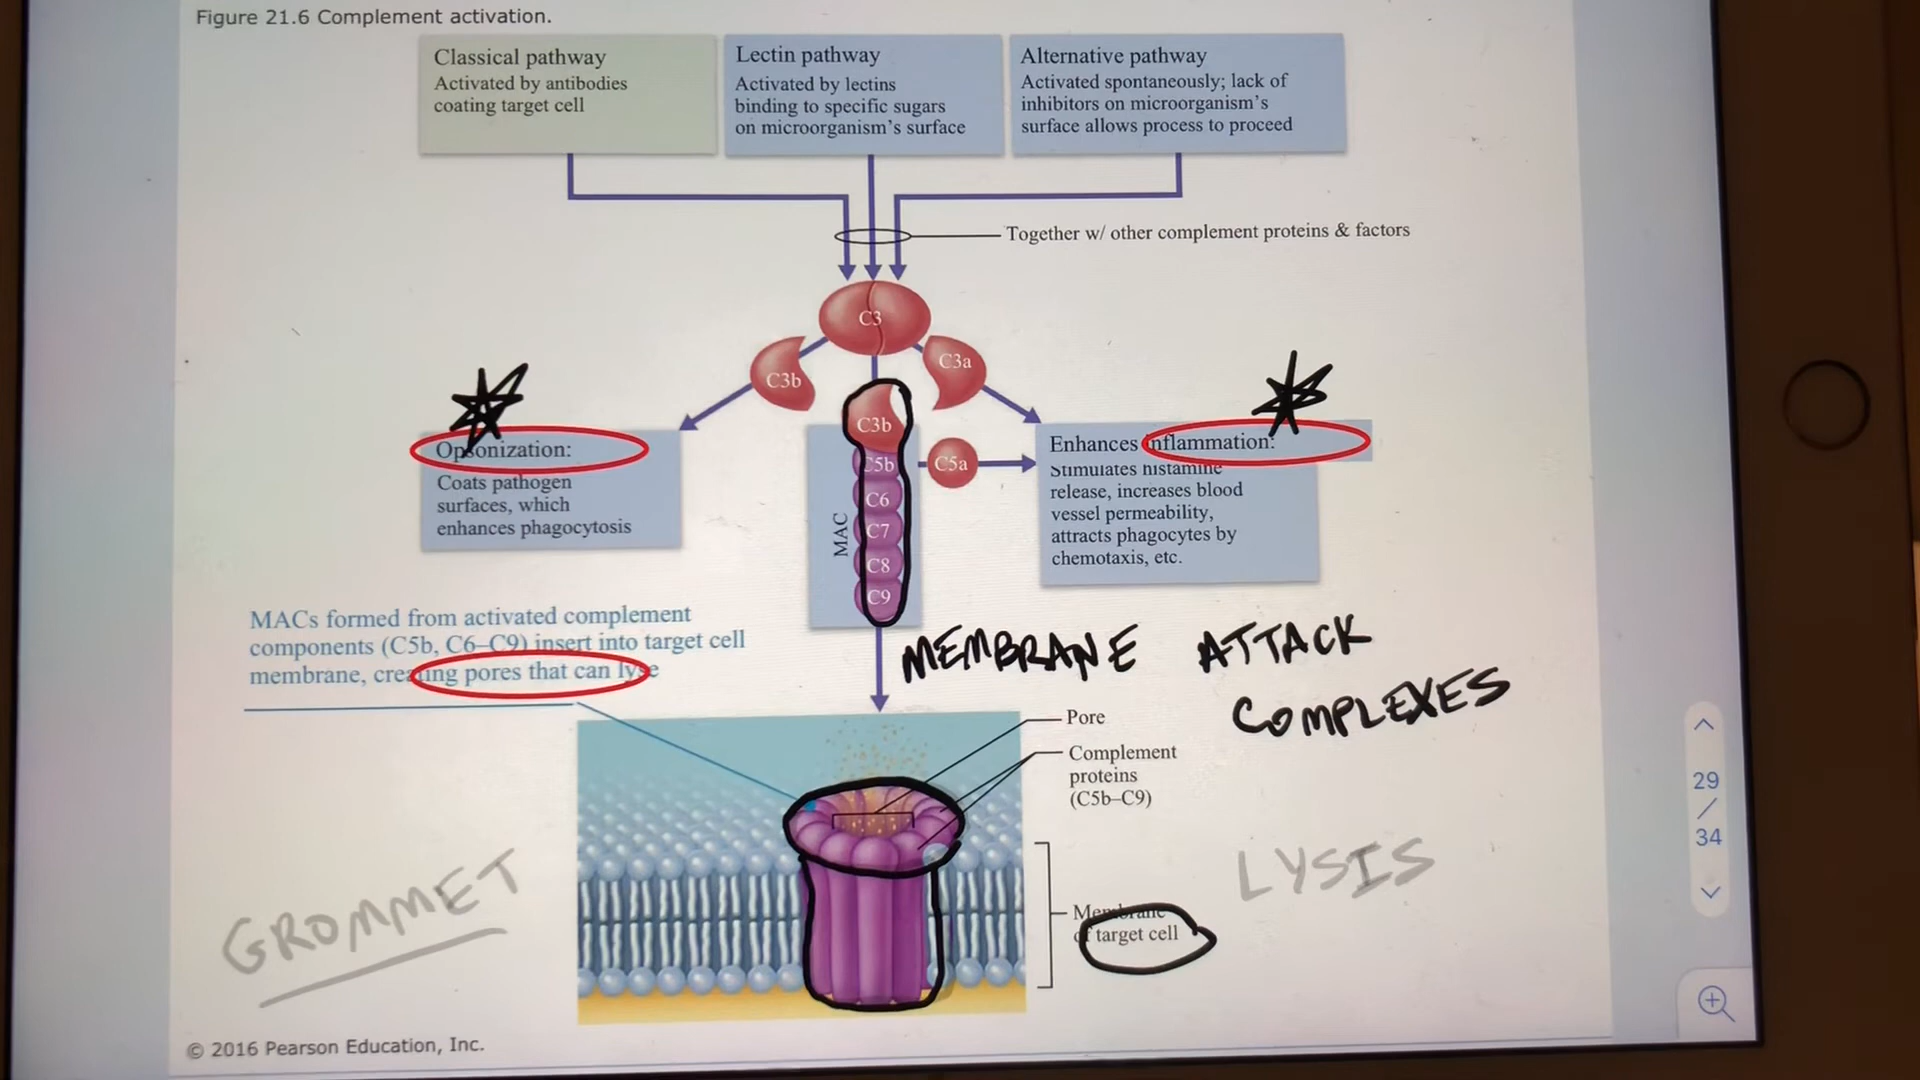 Figure 21.6 Complement activation.
Classical pathway
Activated by antibodies
coating target cell
Lectin pathway
Activated by lectins
binding to specific sugars
on microorganism's surface
Alternative pathway
Activated spontaneously; lack of
inhibitors on microorganism's
surface allows process to proceed
Together w/ other complement proteins & factors
C3
C3b
C3a
C3b
C5b
C6
C7
C8
C9
MAC
C5a
Opsonization:
Coats pathogen
surfaces, which
enhances phagocytosis
Enhances inflammation:
Stimulates histamine
release, increases blood
vessel permeability,
attracts phagocytes by
chemotaxis, etc.
MACs formed from activated complement
components (C5b, C6–C9) insert into target cell
membrane, creating pores that can lyse
MEMBRANE ATTACK
COMPLEXES
Pore
Complement
proteins
(C5b–C9)
Membrane
of target cell
LYSIS
GROMMET
29
/
34
© 2016 Pearson Education, Inc.